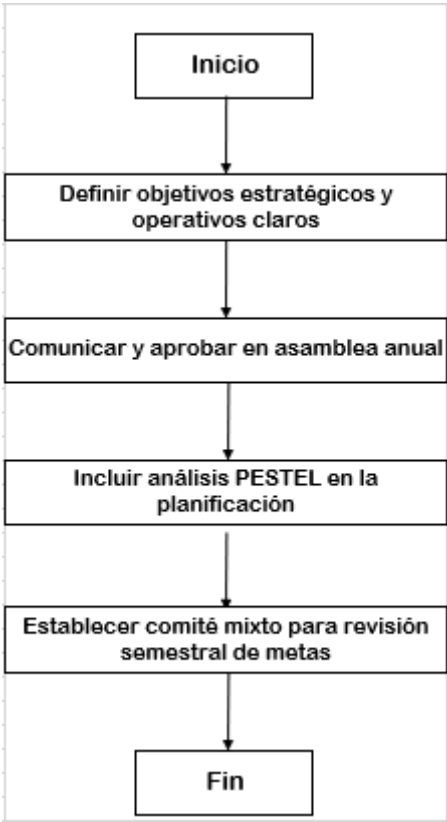 Inicio
Definir objetivos estratégicos y
operativos claros
Comunicar y aprobar en asamblea anual
Incluir análisis PESTEL en la
planificación
Establecer comité mixto para revisión
semestral de metas
Fin